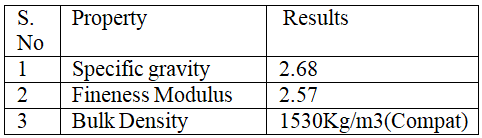 S. No Property Results
1 Specific gravity 2.68
2 Fineness Modulus 2.57
3 Bulk Density 1530Kg/m3(Compat)